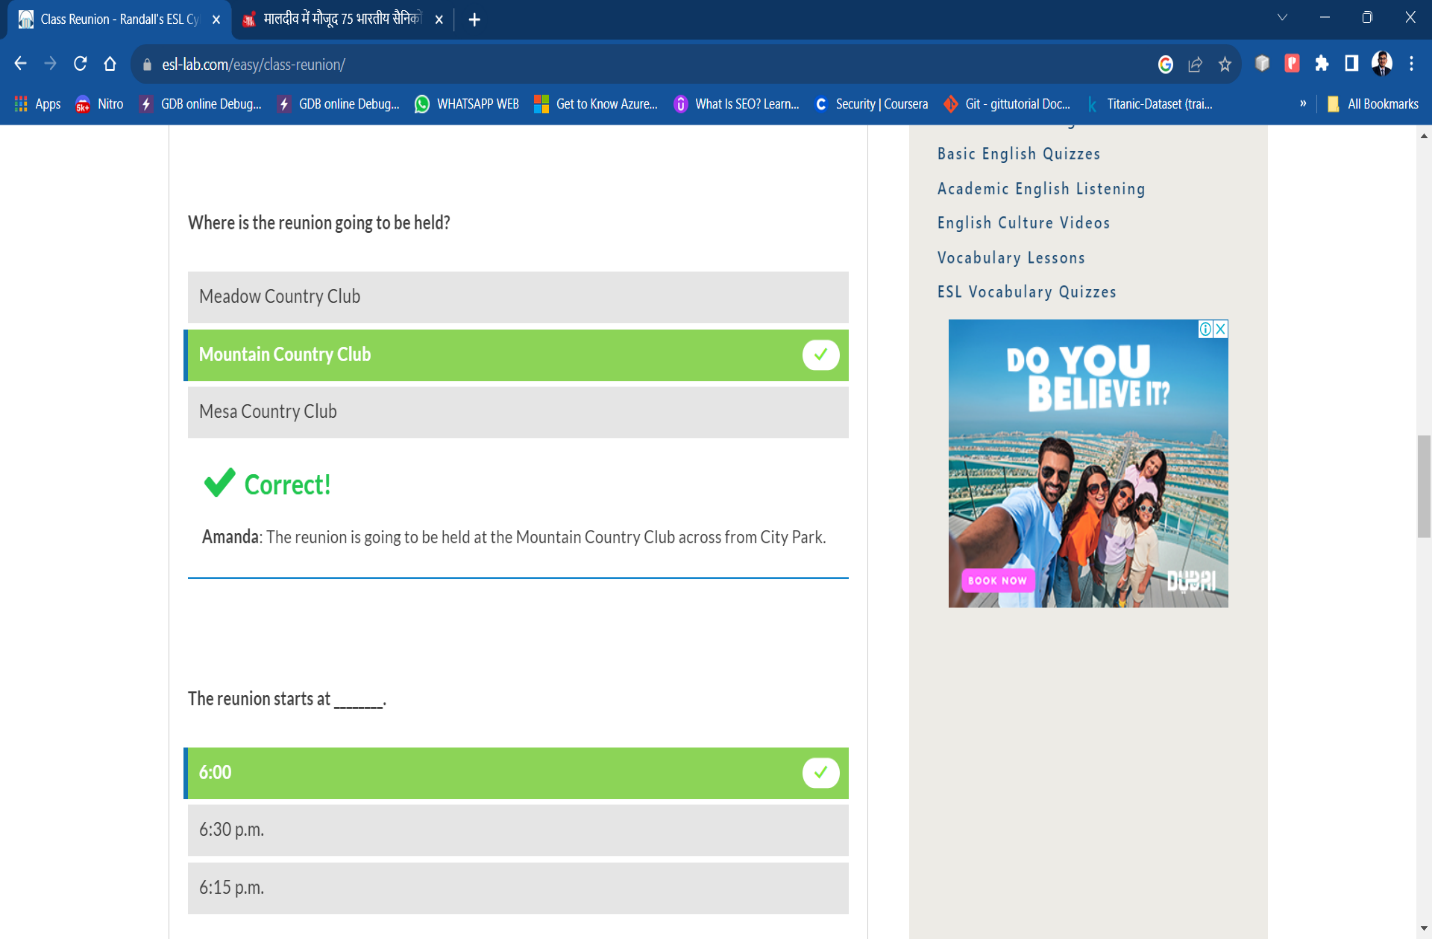 Class Reunion - Randall's ESL Cy
मालदीव में मौजूद 75 भारतीय सैनिकों
esl-lab.com/easy/class-reunion/
Apps
Nitro
GDB online Debug...
GDB online Debug...
WHATSAPP WEB
Get to Know Azure...
What Is SEO? Learn...
Security | Coursera
Git - gittutorial Doc...
Titanic-Dataset (trai...
»
All Bookmarks
Where is the reunion going to be held?
Meadow Country Club
Mountain Country Club
Mesa Country Club
Correct!
Amanda: The reunion is going to be held at the Mountain Country Club across from City Park.
The reunion starts at ________.
6:00
6:30 p.m.
6:15 p.m.
Basic English Quizzes
Academic English Listening
English Culture Videos
Vocabulary Lessons
ESL Vocabulary Quizzes
DO YOU
BELIEVE IT?
BOOK NOW
DUBAI